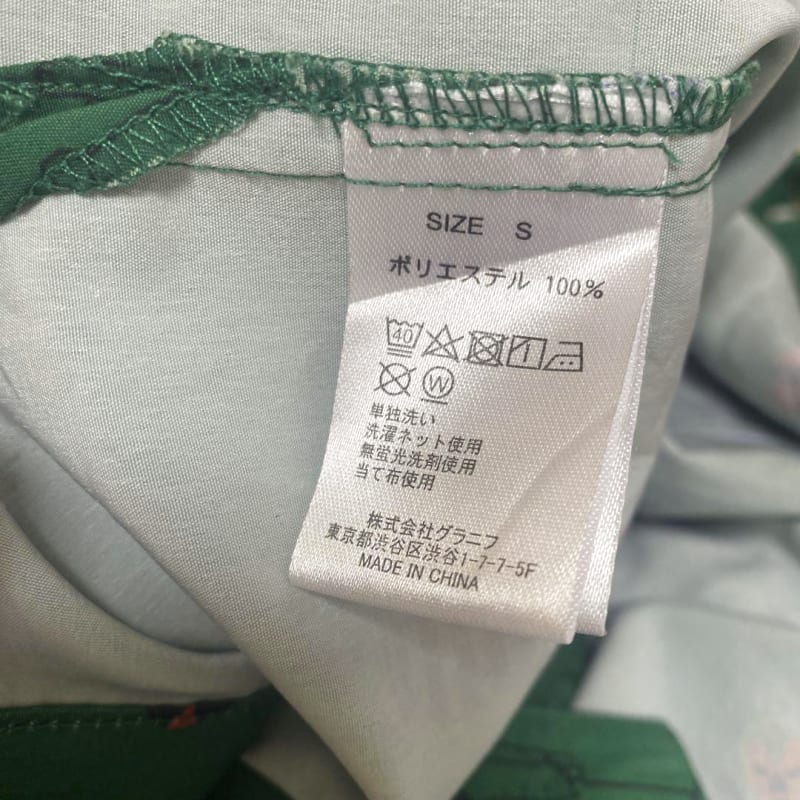 SIZE S
ポリエステル 100%
40
W
単独洗い
洗濯ネット使用
無蛍光洗剤使用
当て布使用
株式会社グラニフ
東京都渋谷区渋谷1-7-7-5F
MADE IN CHINA